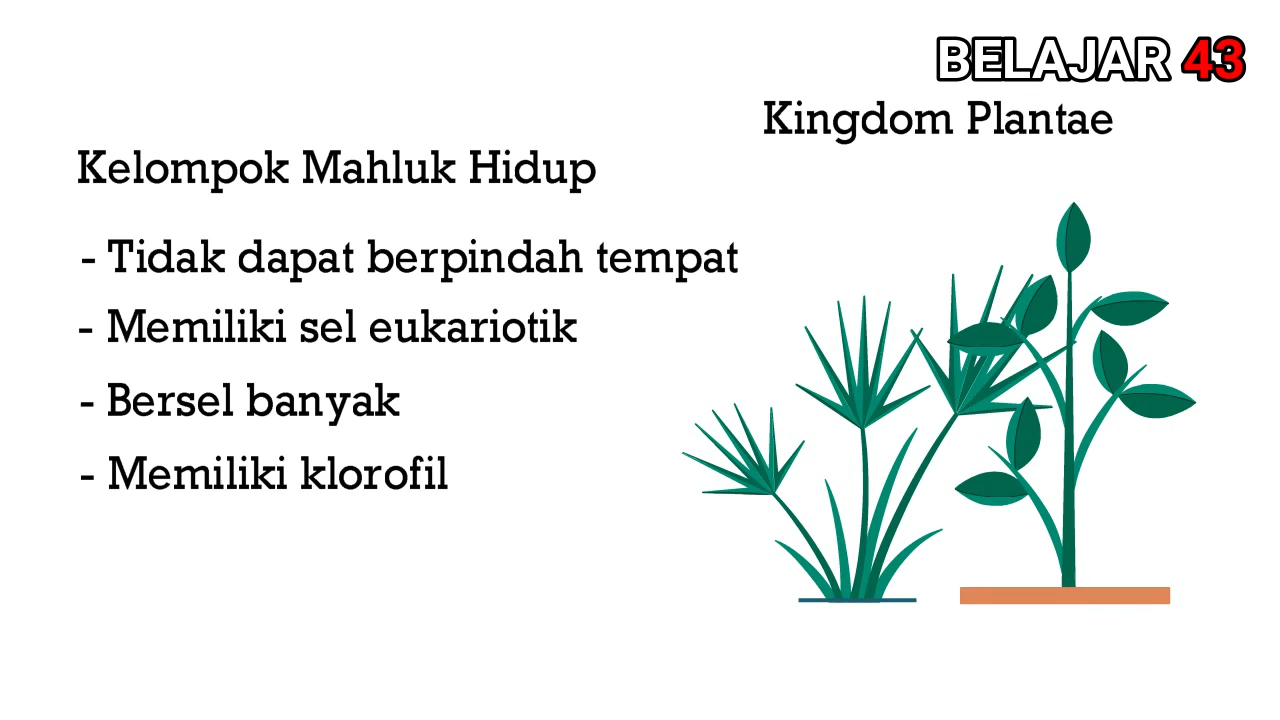 BELAJAR 43
Kingdom Plantae
Kelompok Mahluk Hidup
- Tidak dapat berpindah tempat
- Memiliki sel eukariotik
- Bersel banyak
- Memiliki klorofil